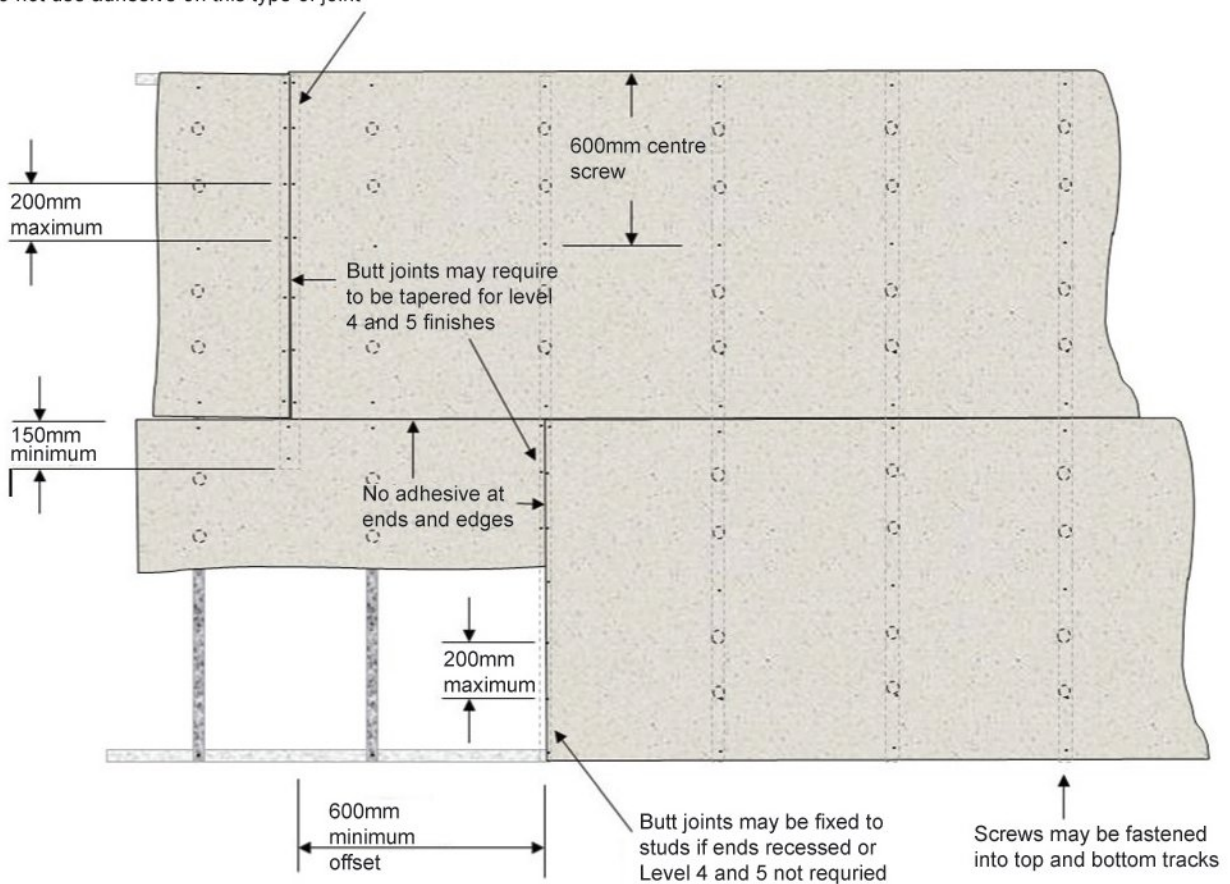 not use adhesive on this type of joint
600mm centre
screw
200mm
maximum
Butt joints may require
to be tapered for level
4 and 5 finishes
150mm
minimum
No adhesive at
ends and edges
200mm
maximum
600mm
minimum
offset
Butt joints may be fixed to
studs if ends recessed or
Level 4 and 5 not requried
Screws may be fastened
into top and bottom tracks